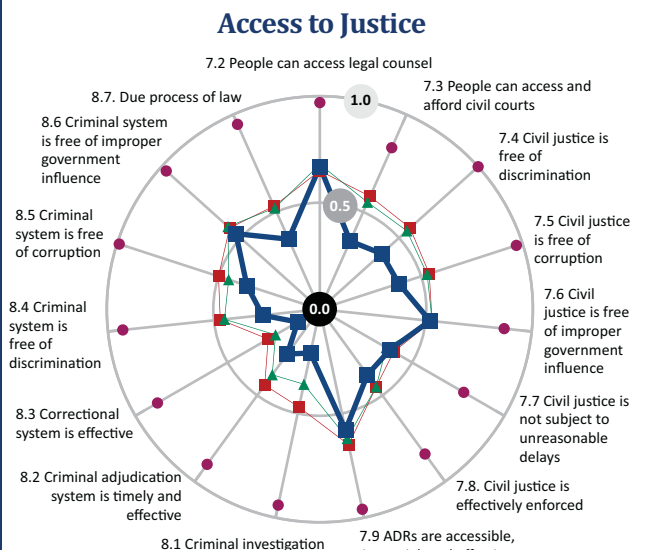 Access to Justice
7.2 People can access legal counsel
7.3 People can access and
afford civil courts
7.4 Civil justice is
free of
discrimination
7.5 Civil justice
is free of
corruption
7.6 Civil
justice is free
of improper
government
influence
7.7 Civil justice is
not subject to
unreasonable
delays
7.8. Civil justice is
effectively enforced
7.9 ADRs are accessible,
8.1 Criminal investigation
8.2 Criminal adjudication
system is timely and
effective
8.3 Correctional
system is effective
8.4 Criminal
system is
free of
discrimination
8.5 Criminal
system is free
of corruption
8.6 Criminal system
is free of improper
government
influence
8.7. Due process of law
1.0
0.5
0.0